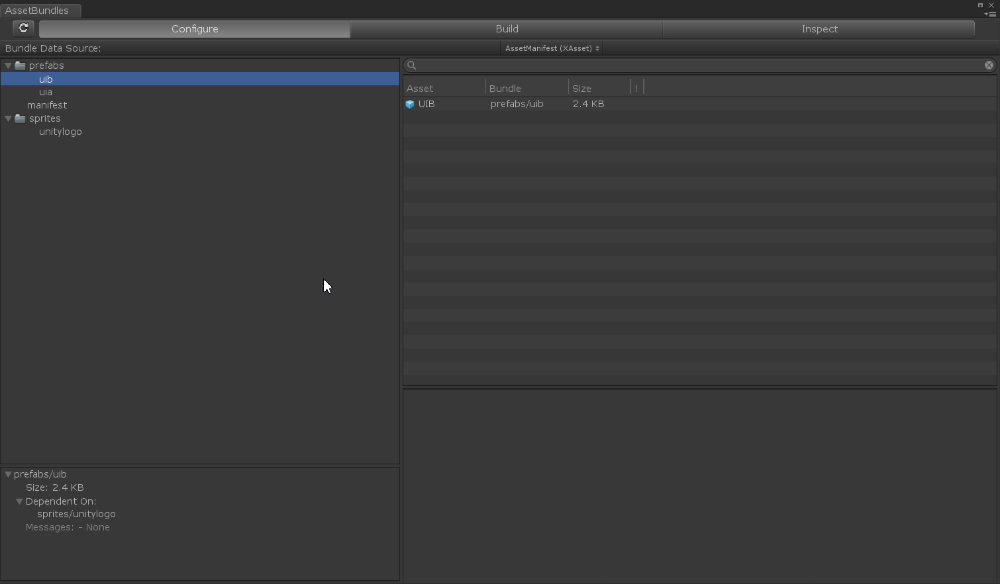 AssetBundles
Configure Build Inspect
Bundle Data Source: AssetManifest (XAsset)
prefabs
uib
uia
manifest
sprites
unitylogo
Asset Bundle Size !
UIB prefabs/uib 2.4 KB
prefabs/uib
Size: 2.4 KB
Dependent On:
sprites/unitylogo
Messages: - None